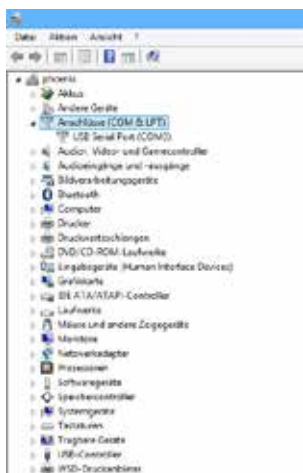 Datei Aktion Ansicht ?
phoenix
Akkus
Andere Geräte
Anschlüsse (COM & LPT)
USB Serial Port (COM3)
Audio-, Video- und Gamecontroller
Audioeingänge und -ausgänge
Bildverarbeitungsgeräte
Bluetooth
Computer
Drucker
Druckwarteschlangen
DVD/CD-ROM-Laufwerke
Eingabegeräte (Human Interface Devices)
Grafikkarte
IDE ATA/ATAPI-Controller
Laufwerke
Mäuse und andere Zeigegeräte
Monitore
Netzwerkadapter
Prozessoren
Softwaregeräte
Speichercontroller
Systemgeräte
Tastaturen
Tragbare Geräte
USB-Controller
WSD-Druckanbieter